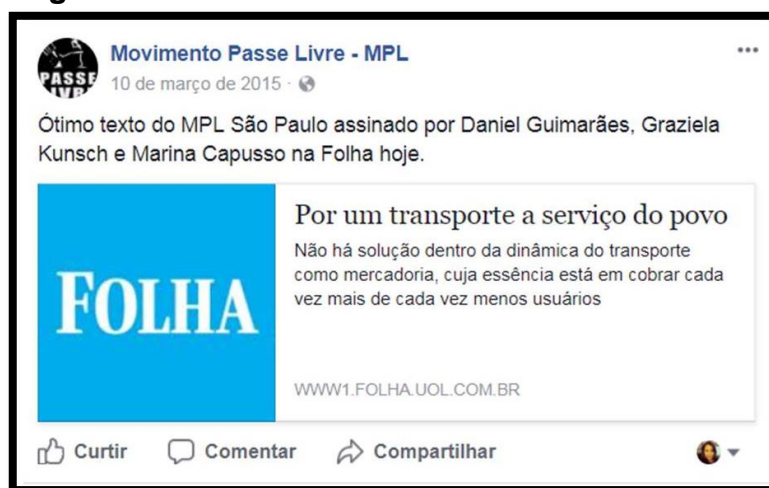 Movimento Passe Livre - MPL
10 de março de 2015
Ótimo texto do MPL São Paulo assinado por Daniel Guimarães, Graziela
Kunsch e Marina Capusso na Folha hoje.
FOLHA
Por um transporte a serviço do povo
Não há solução dentro da dinâmica do transporte
como mercadoria, cuja essência está em cobrar cada
vez mais de cada vez menos usuários
WWW1.FOLHA.UOL.COM.BR
Curtir Comentar Compartilhar